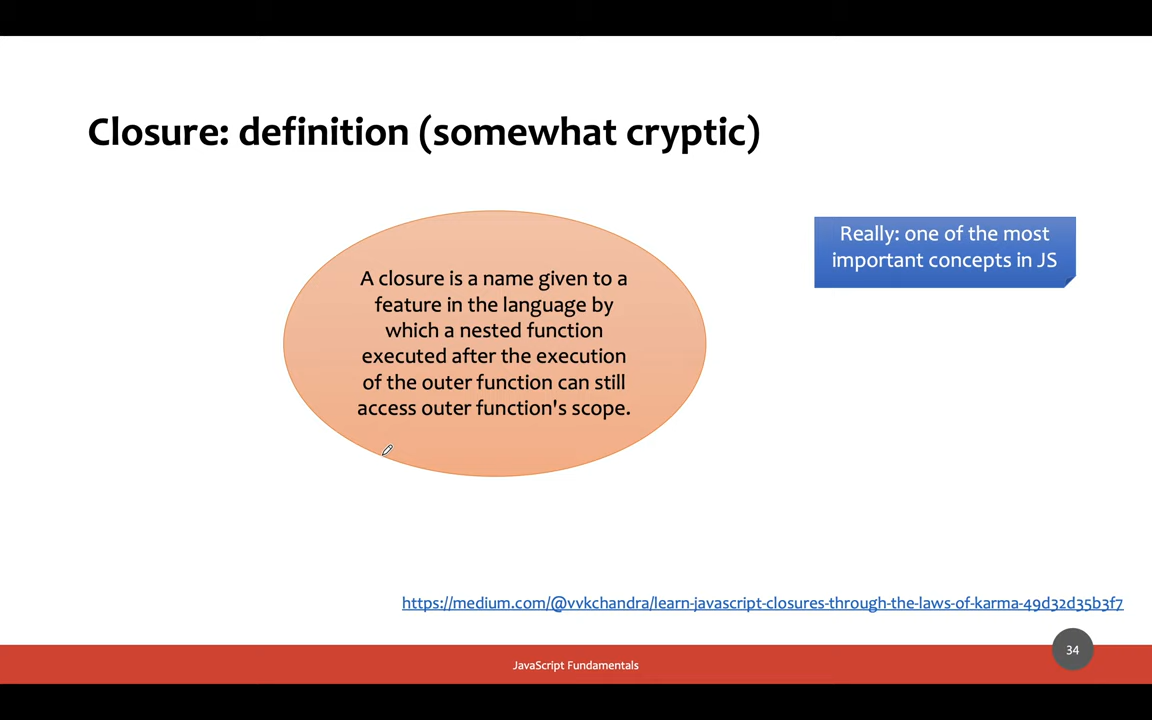 Closure: definition (somewhat cryptic)
A closure is a name given to a
feature in the language by
which a nested function
executed after the execution
of the outer function can still
access outer function's scope.
Really: one of the most
important concepts in JS
https://medium.com/@vvkchandra/learn-javascript-closures-through-the-laws-of-karma-49d32d35b3f7
JavaScript Fundamentals
34